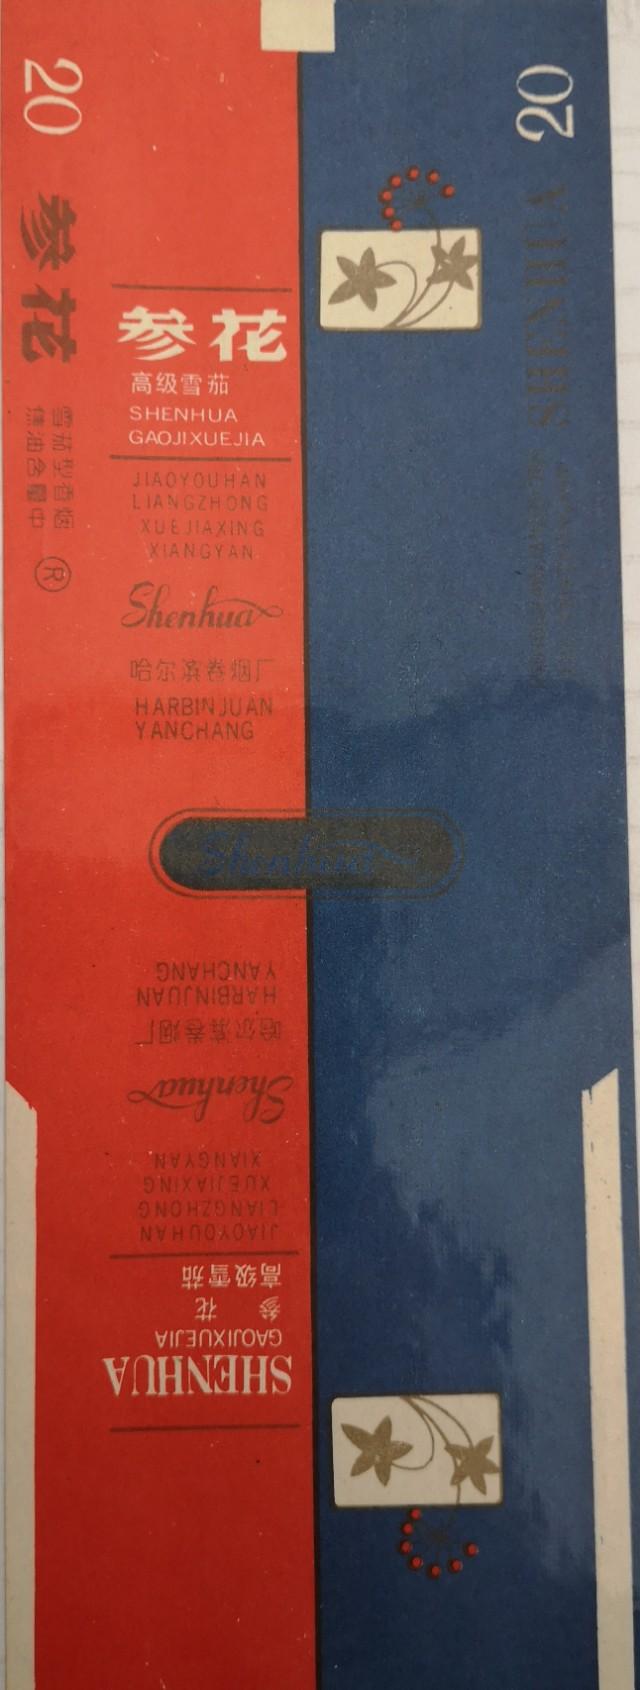 20
参花
雪茄型香烟
焦油含量中
®
参花
高级雪茄
SHENHUA
GAOJIXUEJIA
JIAOYOUHAN
LIANGZHONG
XUEJIAXING
XIANGYAN
Shenhua
哈尔滨卷烟厂
HARBINJUAN
YANCHANG
20
SHENHUA
Shenhua
SHENHUA
GAOJIXUEJIA
参花
高级雪茄
JIAOYOUHAN
LIANGZHONG
XUEJIAXING
XIANGYAN
Shenhua
哈尔滨卷烟厂
HARBINJUAN
YANCHANG